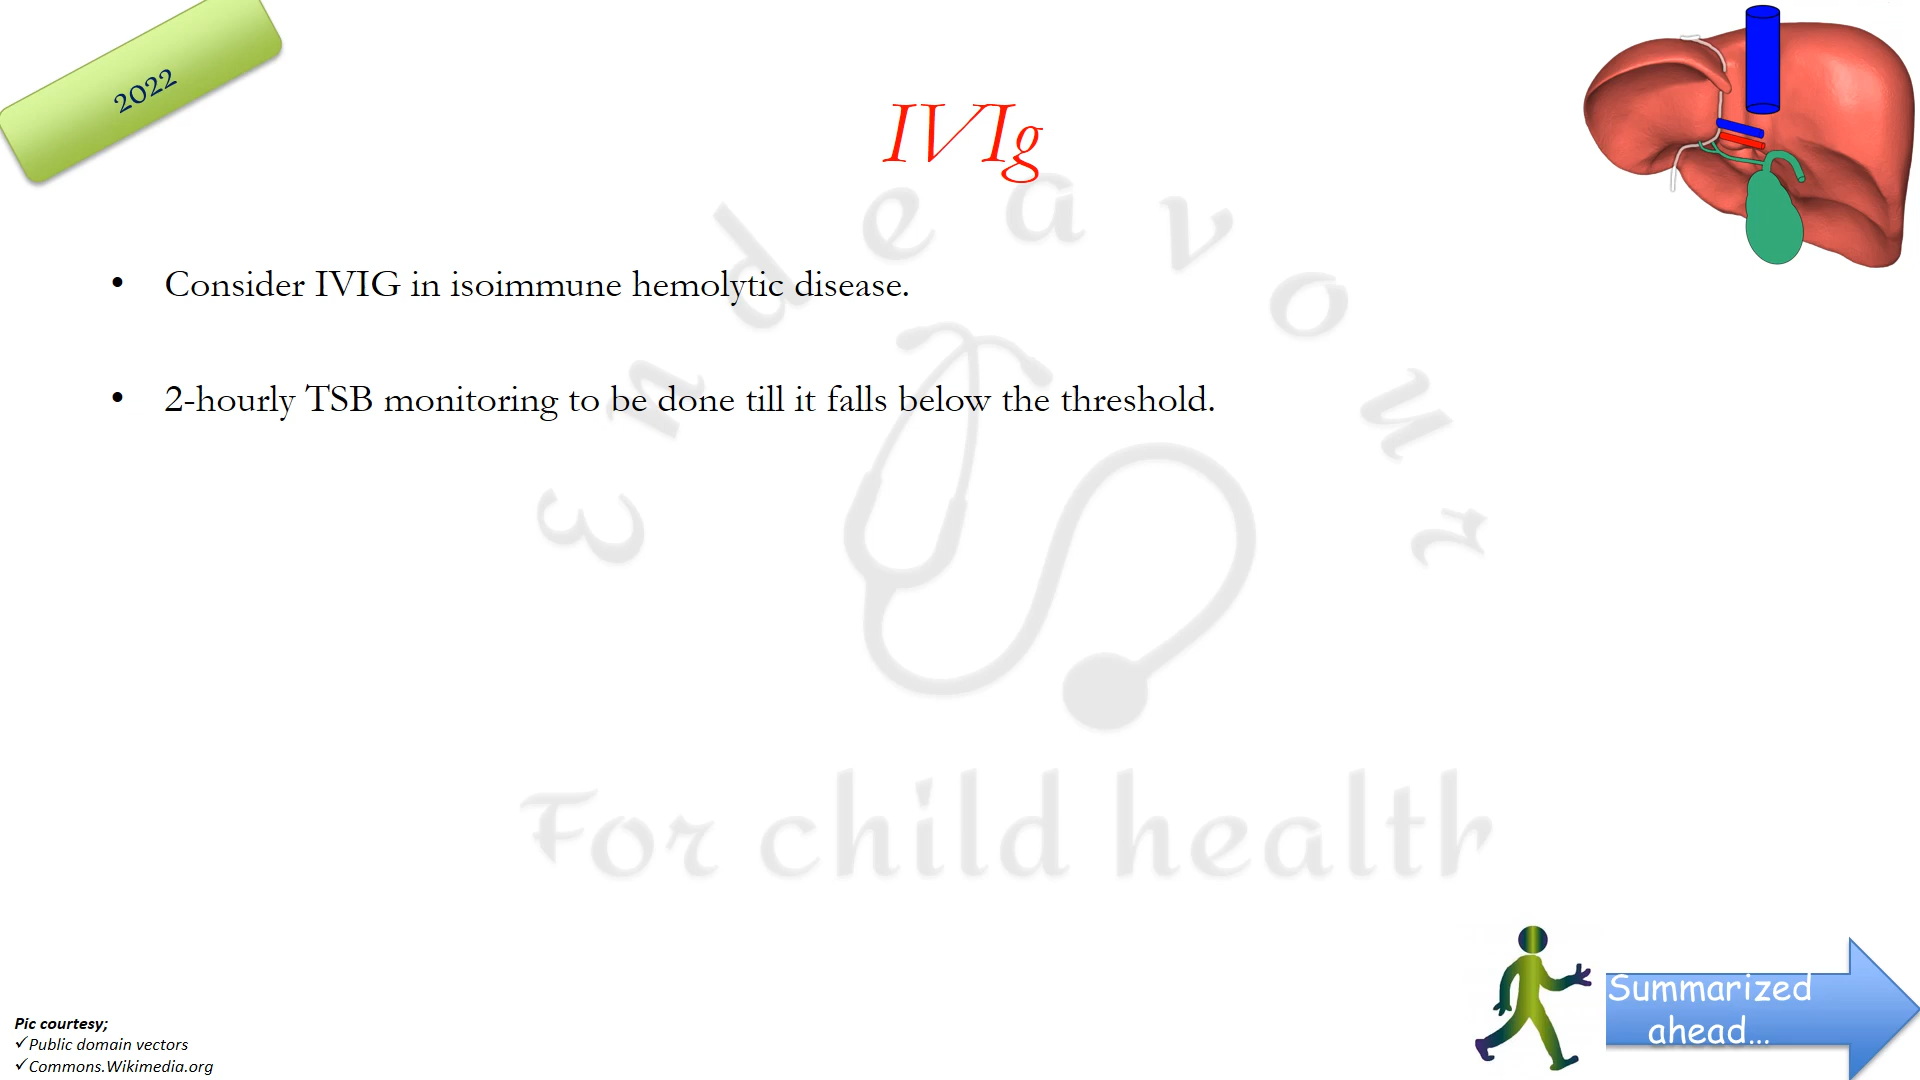 2022
IVIg
Endeavour
• Consider IVIG in isoimmune hemolytic disease.
• 2-hourly TSB monitoring to be done till it falls below the threshold.
For child health
Summarized
ahead...
Pic courtesy;
✓Public domain vectors
✓Commons.Wikimedia.org